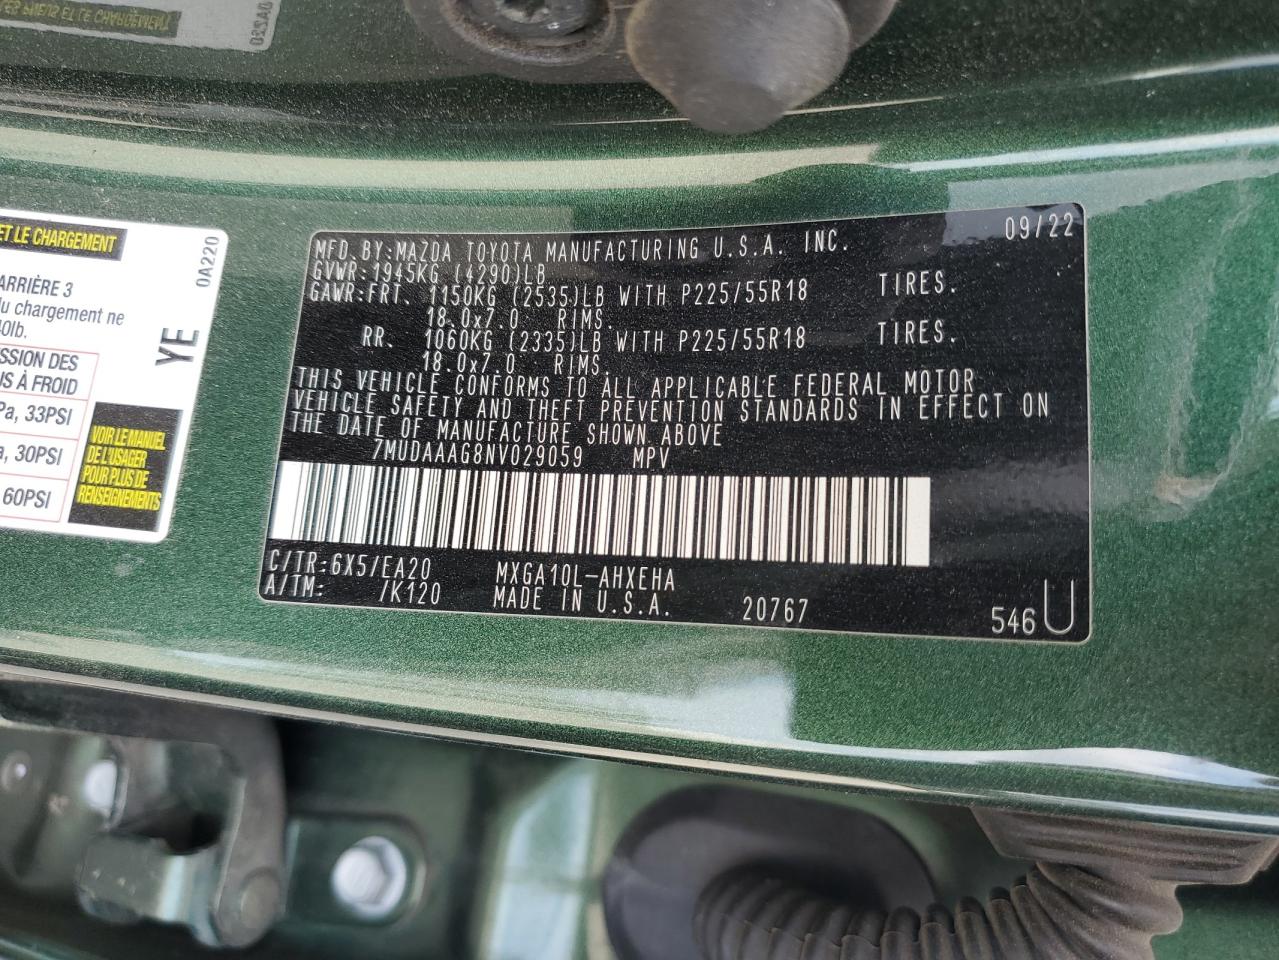 0A220
ET LE CHARGEMENT
0A220
ARRIÈRE 3
du chargement ne
40lb.
YE
SSION DES
S À FROID
Pa, 33PSI
a, 30PSI
60PSI
VOIR LE MANUEL
DE L'USAGER
POUR PLUS DE
RENSEIGNEMENTS
MFD.BY:MAZDA TOYOTA MANUFACTURING U.S.A. INC. 09/22
GVWR:1945KG (4290)LB
GAWR:FRT. 1150KG (2535)LB WITH P225/55R18 TIRES.
18.0x7.0 RIMS.
RR. 1060KG (2335)LB WITH P225/55R18 TIRES.
18.0x7.0 RIMS.
THIS VEHICLE CONFORMS TO ALL APPLICABLE FEDERAL MOTOR
VEHICLE SAFETY AND THEFT PREVENTION STANDARDS IN EFFECT ON
THE DATE OF MANUFACTURE SHOWN ABOVE
7MUDAAAG8NV029059 MPV
C/TR:6X5/EA20 MXGA10L-AHXEHA
A/TM: /K120 MADE IN U.S.A. 20767 546 U